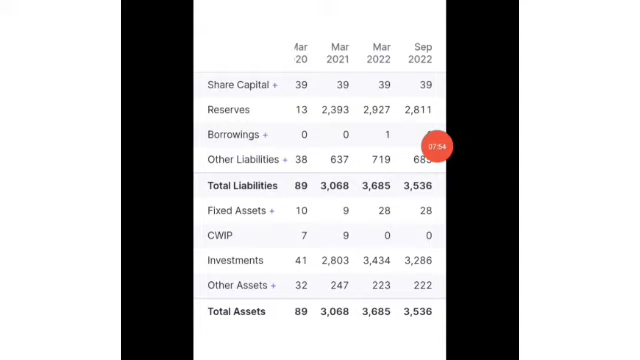 Mar Mar Mar Sep
20 2021 2022 2022
Share Capital + 39 39 39 39
Reserves 13 2,393 2,927 2,811
Borrowings + 0 0 1
Other Liabilities + 38 637 719 685
07:54
Total Liabilities 89 3,068 3,685 3,536
Fixed Assets + 10 9 28 28
CWIP 7 9 0 0
Investments 41 2,803 3,434 3,286
Other Assets + 32 247 223 222
Total Assets 89 3,068 3,685 3,536